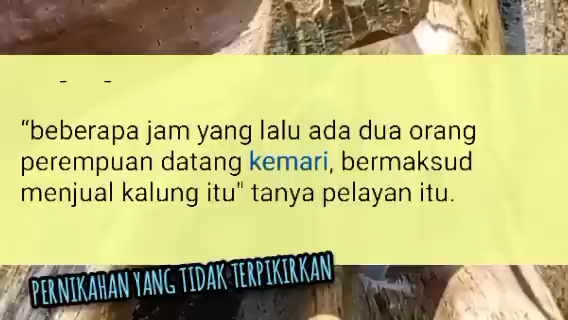 “beberapa jam yang lalu ada dua orang
perempuan datang kemari, bermaksud
menjual kalung itu" tanya pelayan itu.
PERNIKAHAN YANG TIDAK TERPIKIRKAN